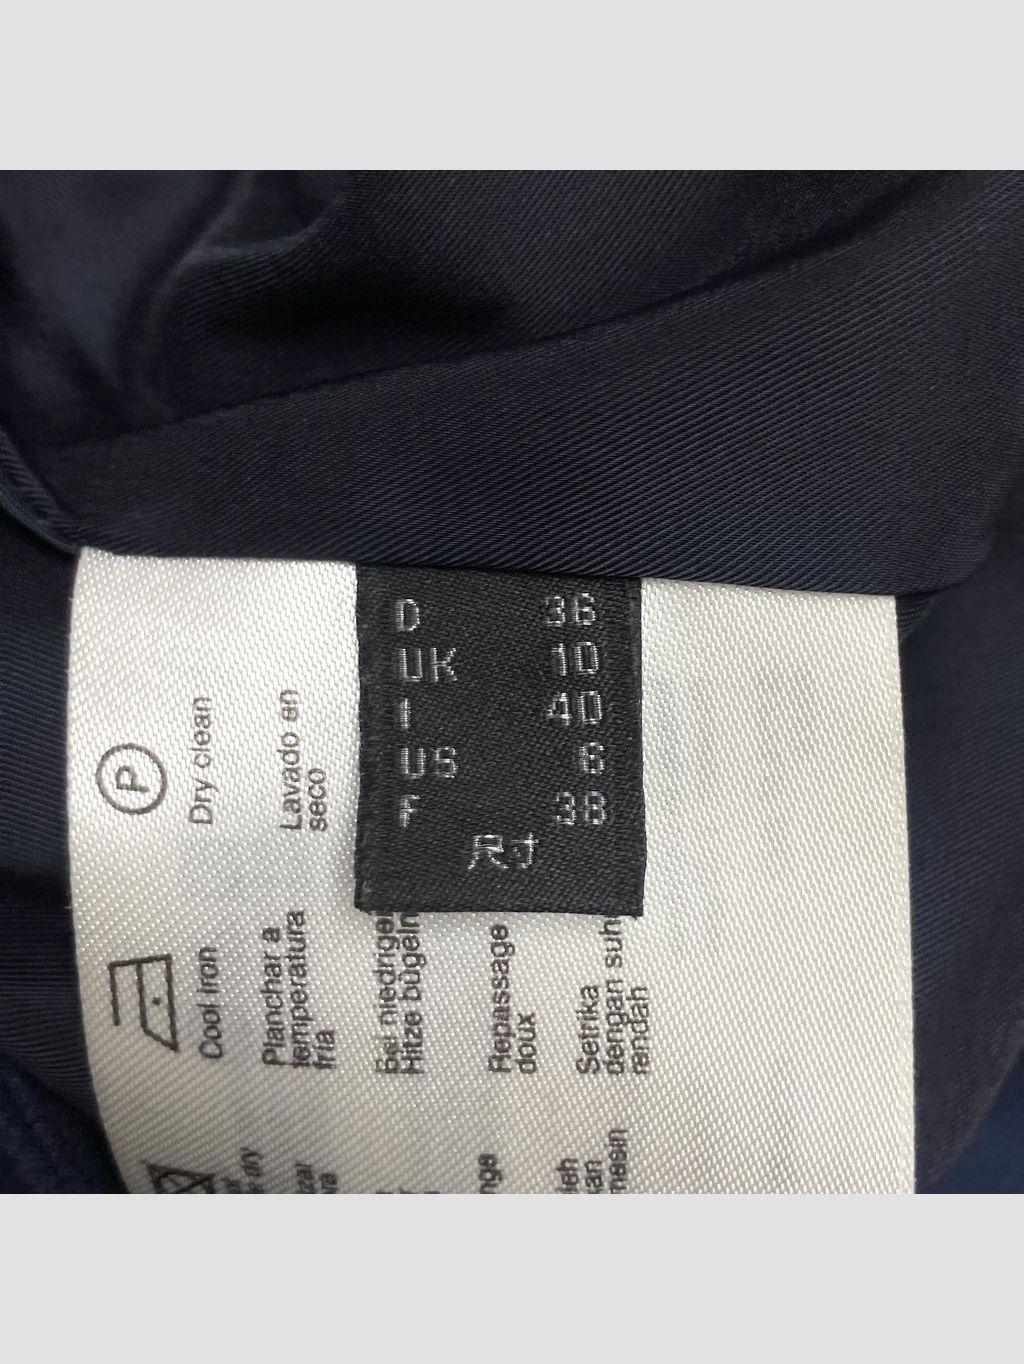 D 36
UK 10
I 40
US 6
F 38
尺寸
P
Dry clean
Lavado en
seco
Cool iron
Planchar a
temperatura
fría
Bei niedriger
Hitze bügeln
Repassage
doux
Setrika
dengan suhu
rendah
dry